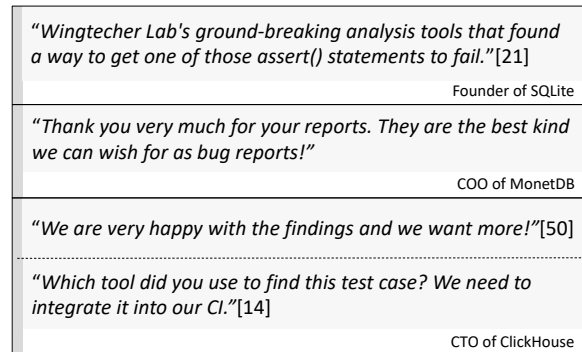 “Wingtecher Lab's ground-breaking analysis tools that found
a way to get one of those assert() statements to fail.”[21]
Founder of SQLite
“Thank you very much for your reports. They are the best kind
we can wish for as bug reports!”
COO of MonetDB
“We are very happy with the findings and we want more!”[50]
“Which tool did you use to find this test case? We need to
integrate it into our CI.”[14]
CTO of ClickHouse